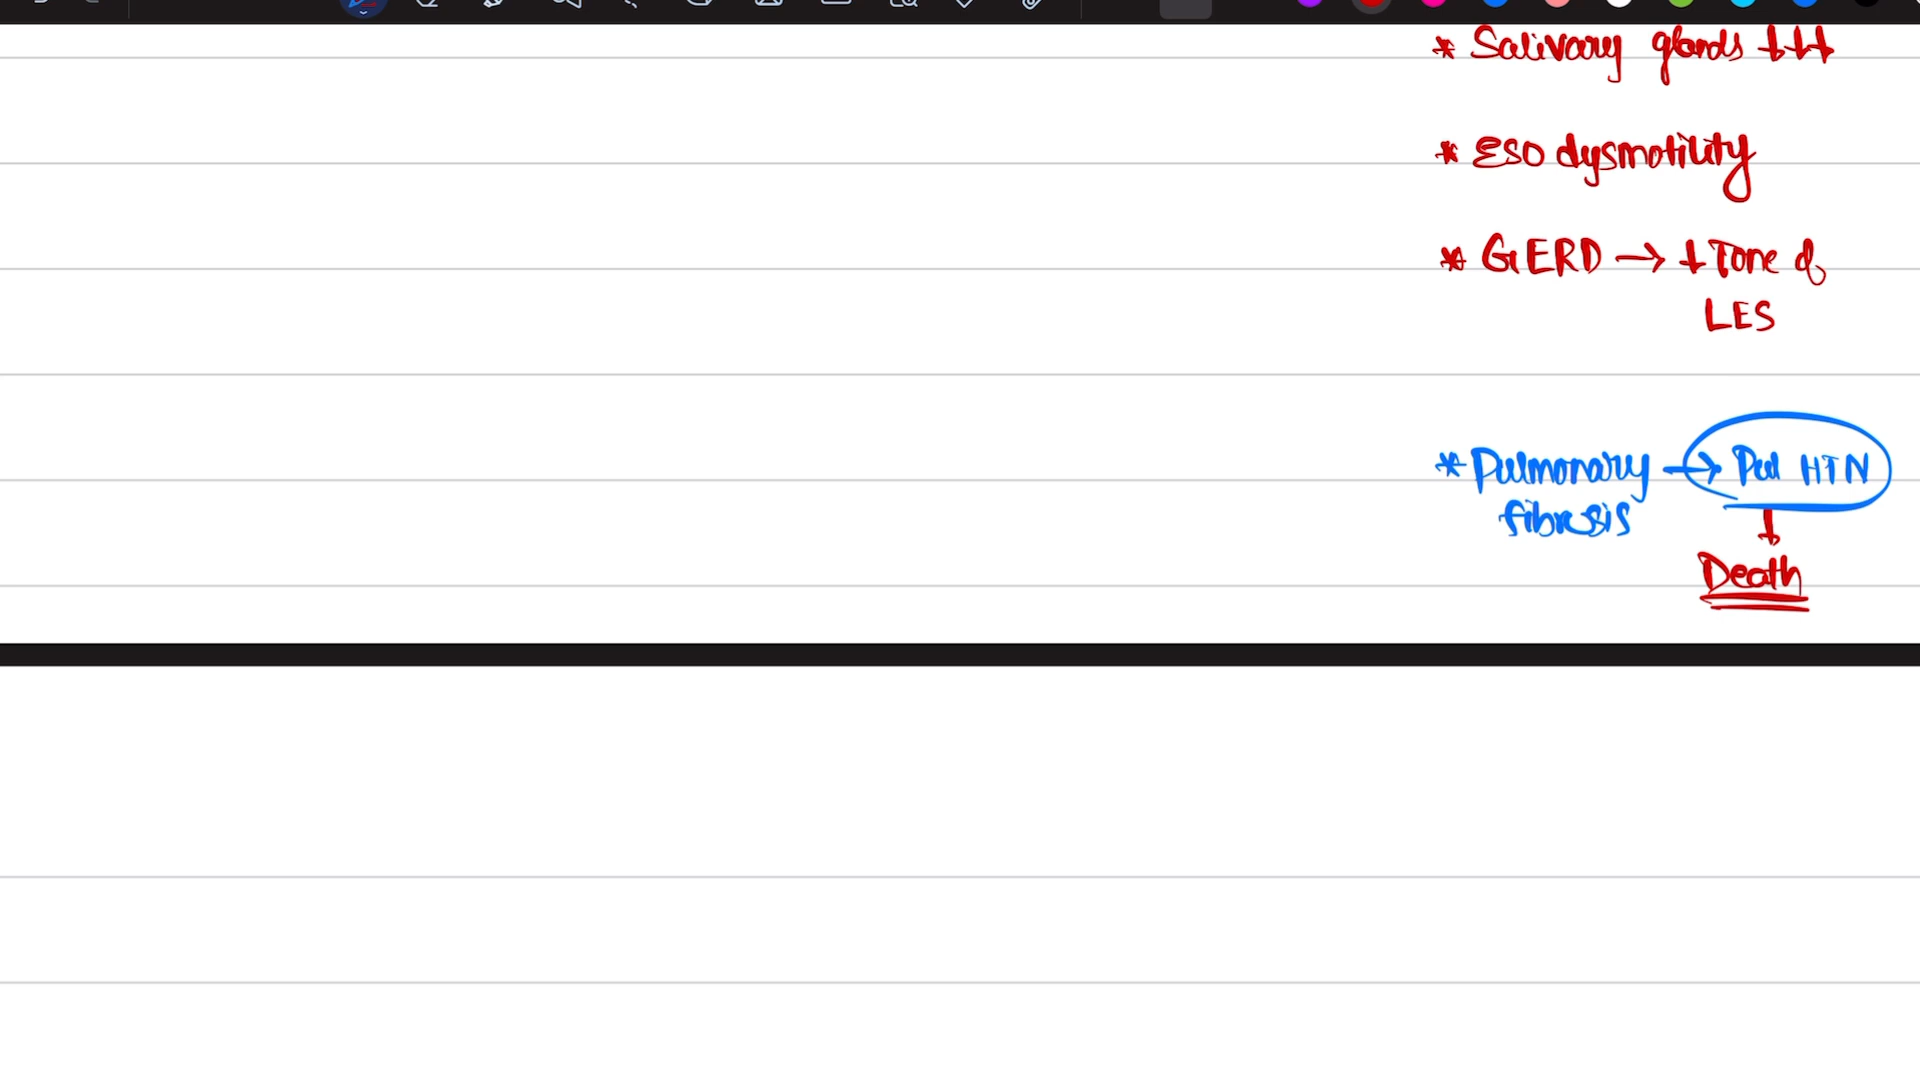 * Salivary glands ↓↓↓
* ESO dysmotility
* GERD → ↓ Tone of
LES
* Pulmonary → Pul HTN
fibrosis
↓
Death